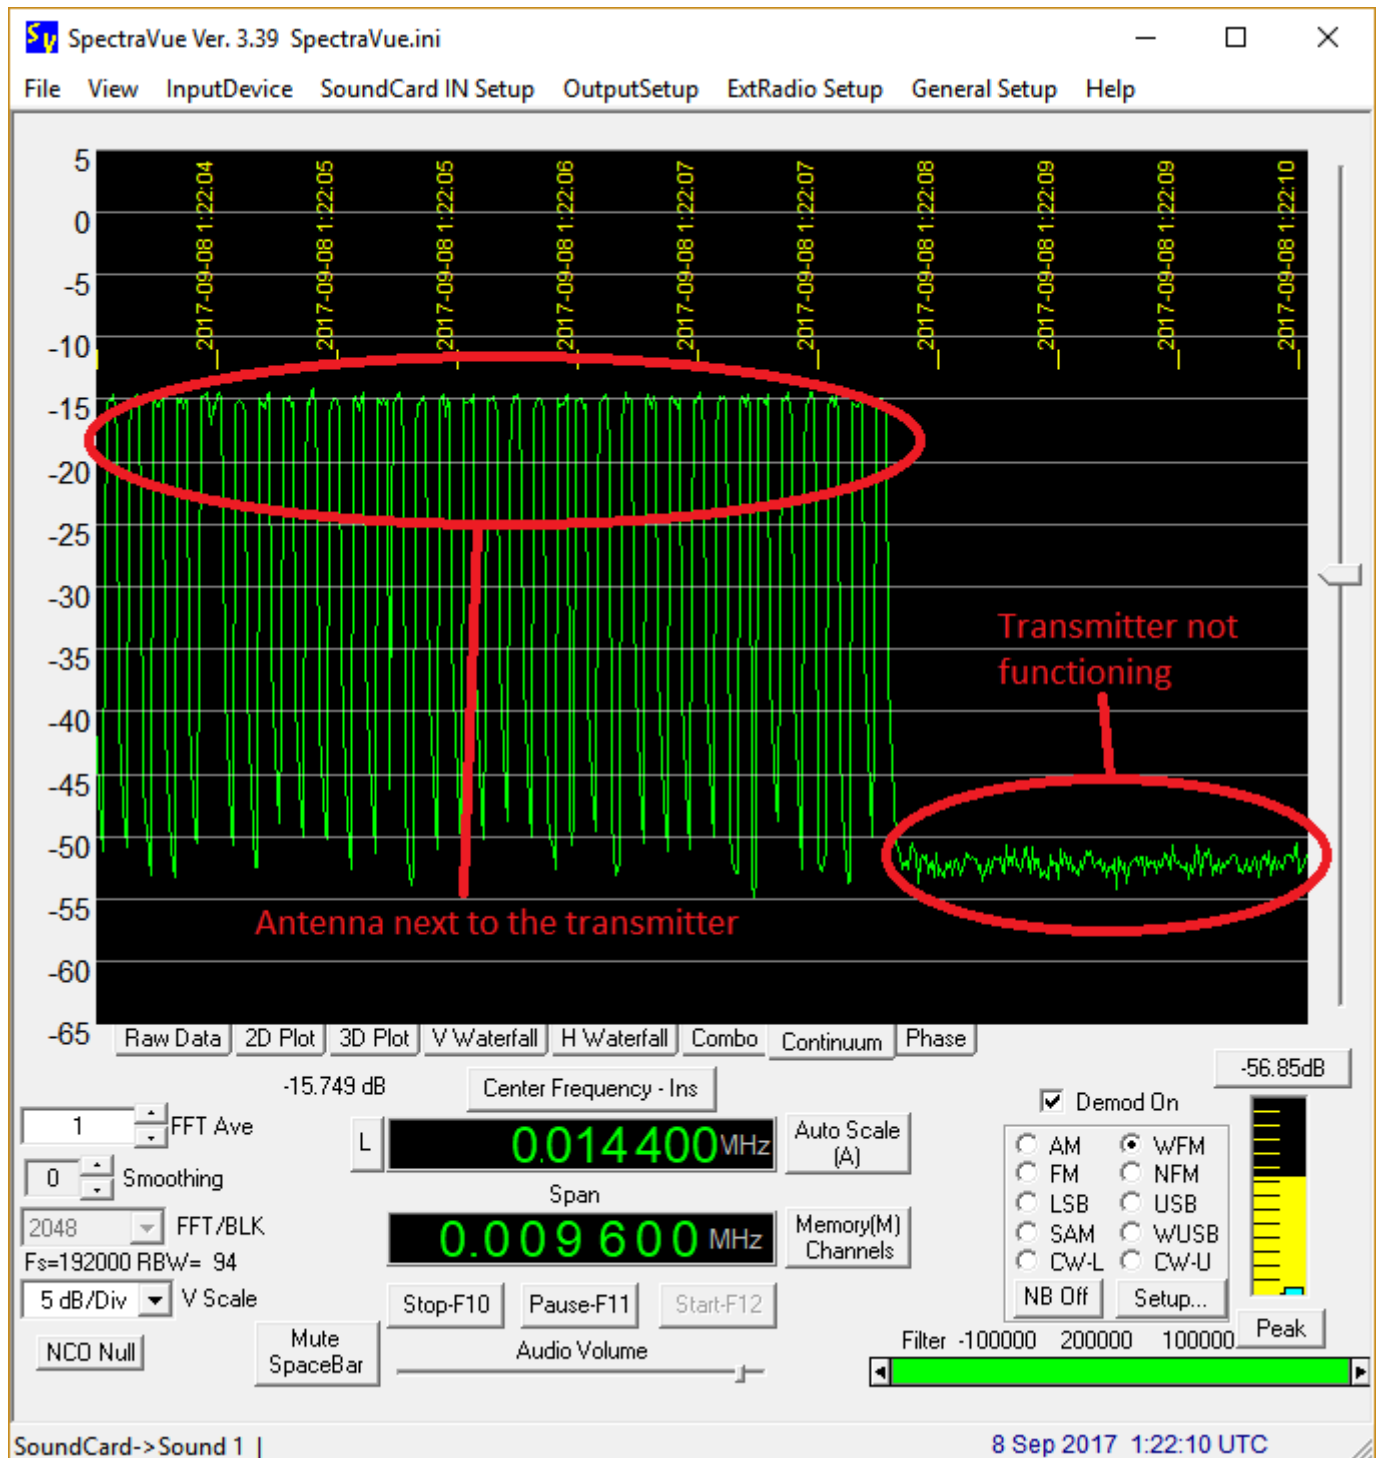 Sy SpectraVue Ver. 3.39 SpectraVue.ini
File View InputDevice SoundCard IN Setup OutputSetup ExtRadio Setup General Setup Help
5
0
-5
-10
-15
-20
-25
-30
-35
-40
-45
-50
-55
-60
-65
2017-09-08 1:22:04
2017-09-08 1:22:05
2017-09-08 1:22:05
2017-09-08 1:22:06
2017-09-08 1:22:07
2017-09-08 1:22:07
2017-09-08 1:22:08
2017-09-08 1:22:09
2017-09-08 1:22:09
2017-09-08 1:22:10
Transmitter not
functioning
Antenna next to the transmitter
Raw Data 2D Plot 3D Plot V Waterfall H Waterfall Combo Continuum Phase
-15.749 dB
Center Frequency - Ins
-56.85dB
1 FFT Ave
L 0.014400 MHz
Auto Scale
(A)
Demod On
0 Smoothing
Span
2048 FFT/BLK
0.009600 MHz
Memory(M)
Channels
Fs=192000 RBW= 94
5 dB/Div V Scale
Stop-F10 Pause-F11 Start-F12
AM WFM
FM NFM
LSB USB
SAM WUSB
CW-L CW-U
NB Off Setup...
NCO Null
Mute
SpaceBar
Audio Volume
Filter -100000 200000 100000
Peak
SoundCard->Sound 1 |
8 Sep 2017 1:22:10 UTC